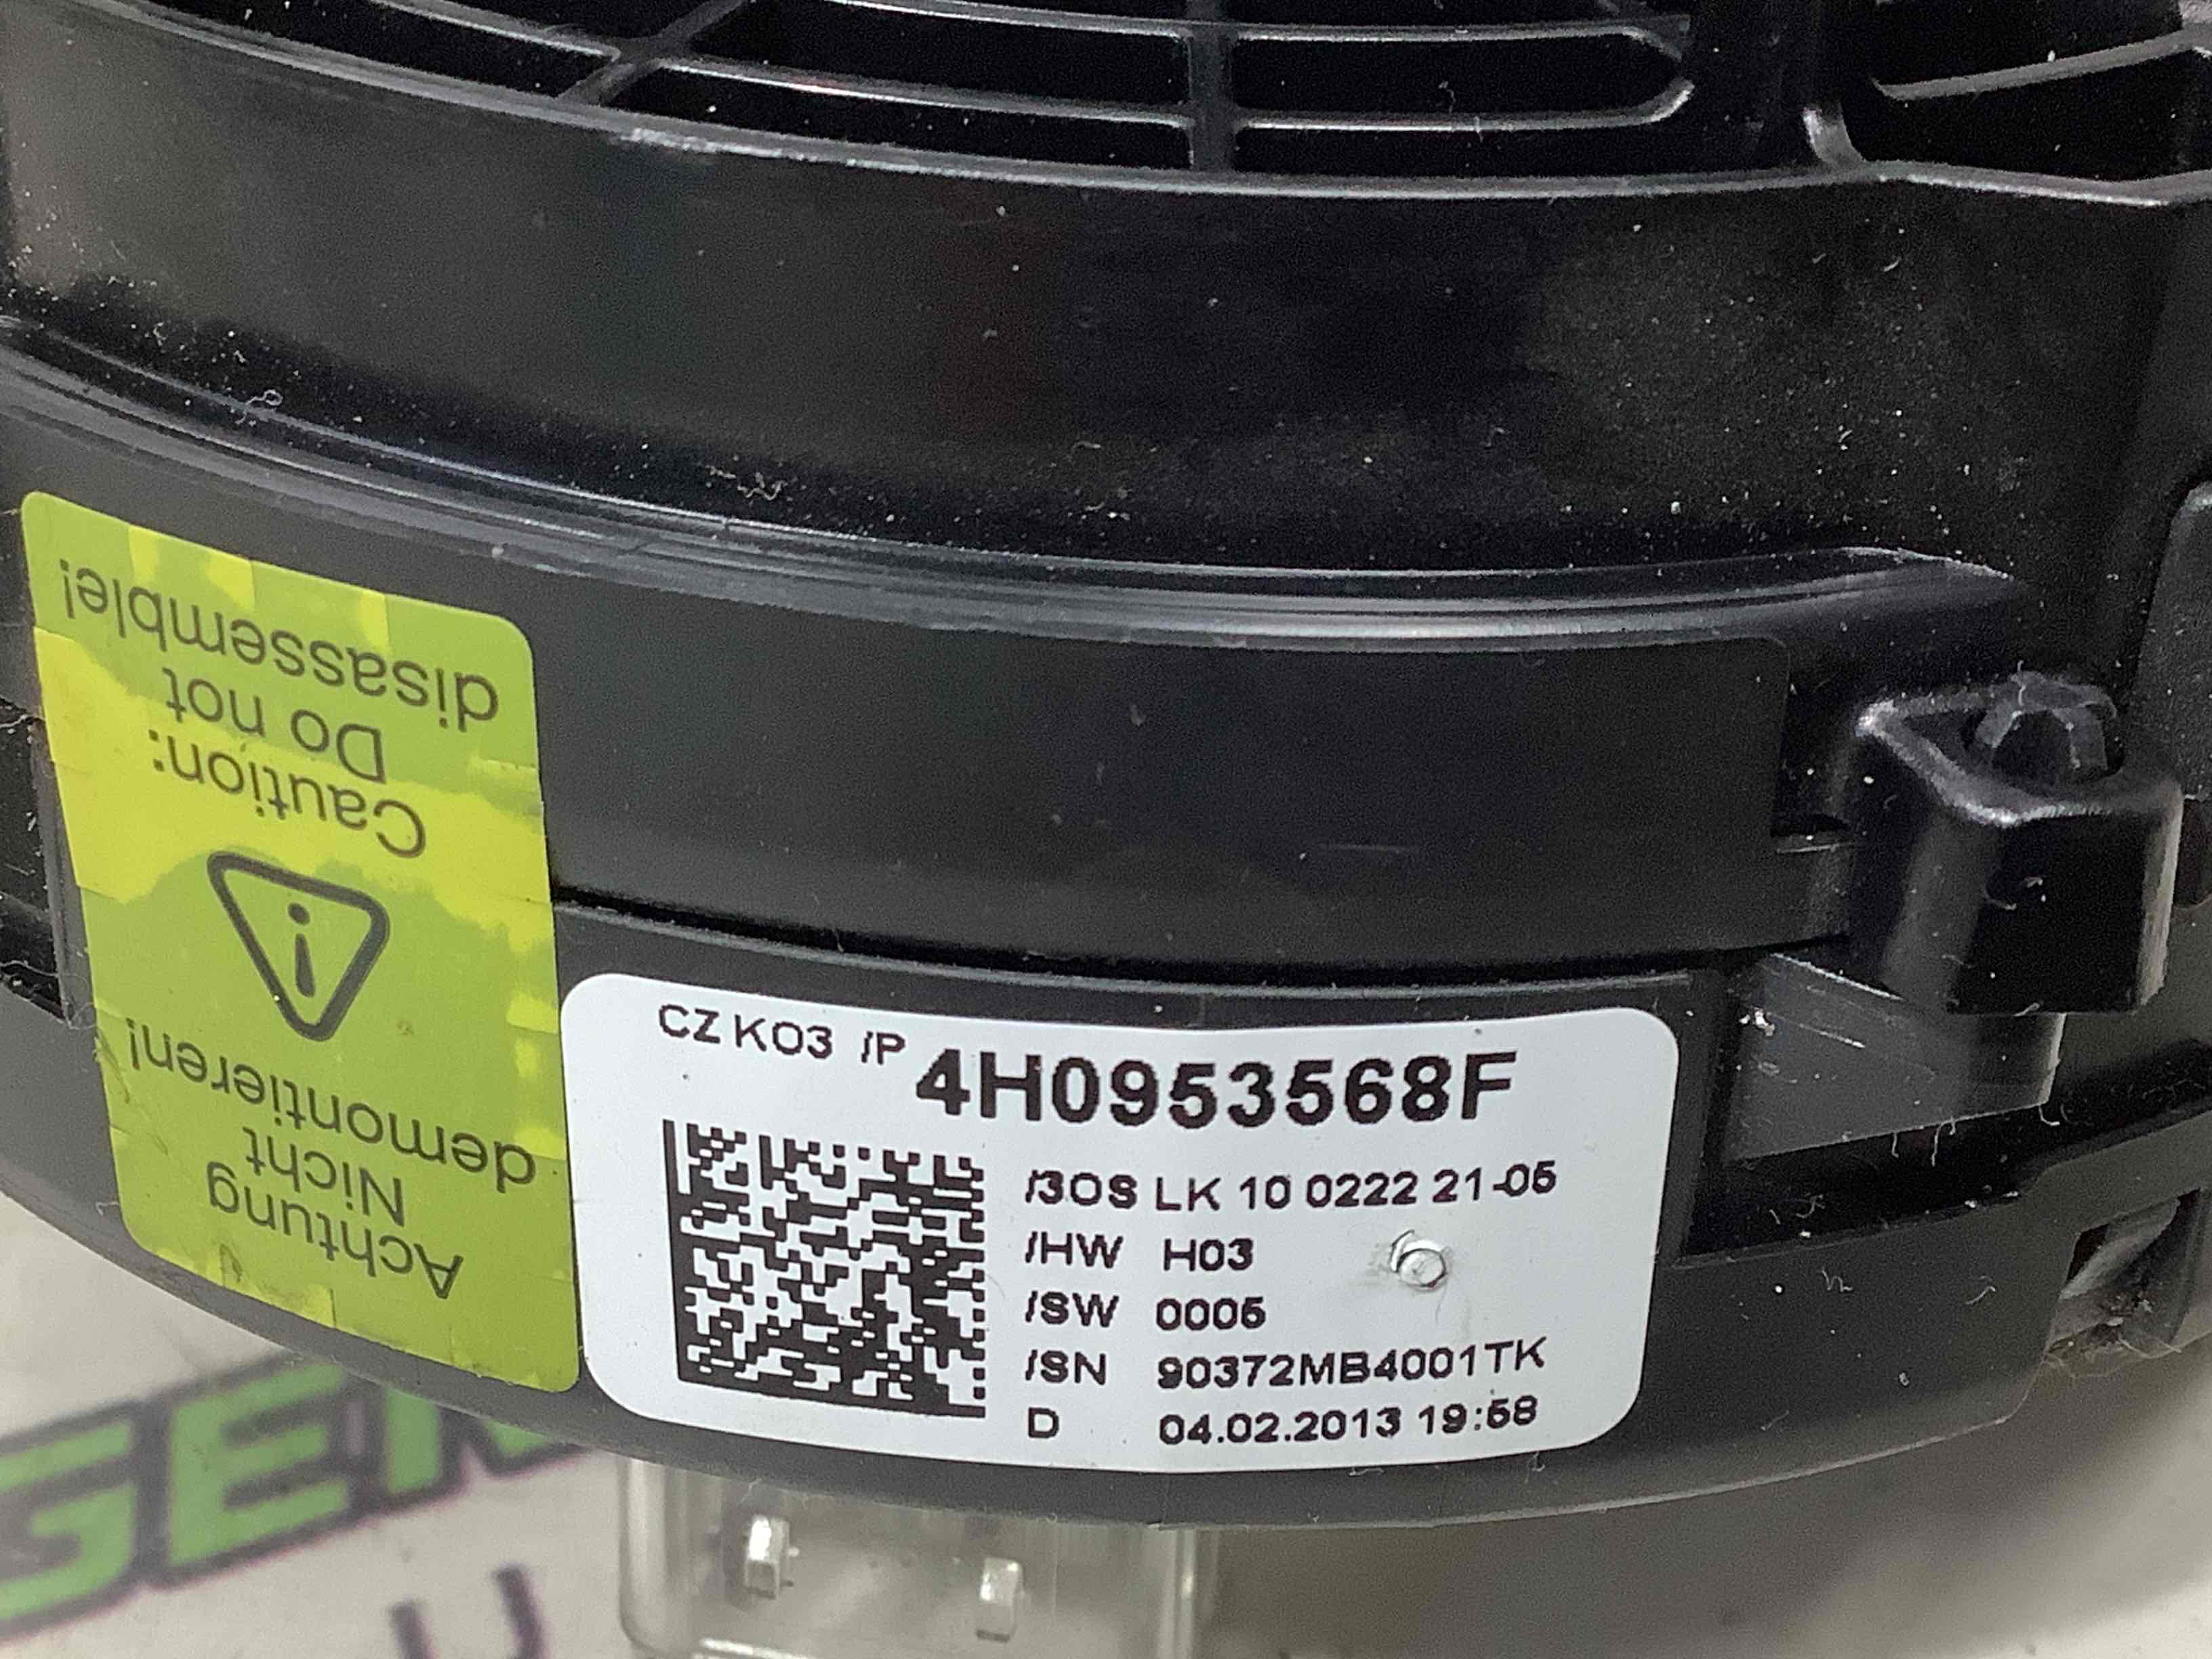 Achtung
Nicht
demontieren!
i
Caution:
Do not
disassemble!
CZ K03 /P 4H0953568F
/3OS LK 10 0222 21-05
/HW H03
/SW 0005
/SN 90372MB4001TK
D 04.02.2013 19:58